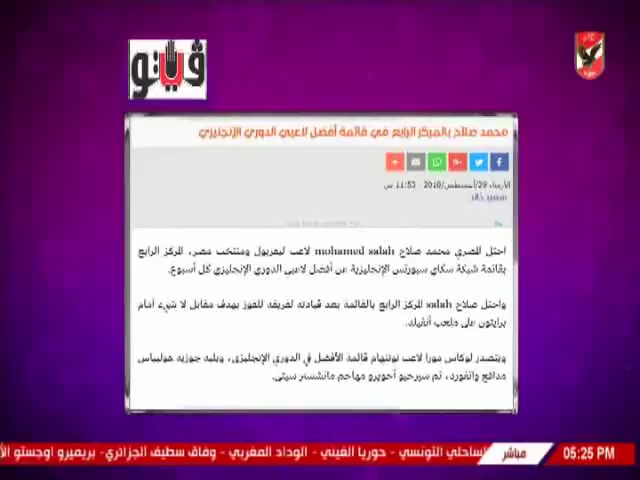 ڤيتو
محمد صلاح بالمركز الرابع في قائمة أفضل لاعبي الدوري الإنجليزي
الأربعاء 29/أغسطس/2018 11:53 ص
احتل المصري محمد صلاح mohamed salah لاعب ليفربول ومنتخب مصر، المركز الرابع
بقائمة شبكة سكاي سبورتس الإنجليزية عن أفضل لاعبي الدوري الإنجليزي كل أسبوع.
واحتل صلاح salah المركز الرابع بالقائمة بعد قيادته لفريقه للفوز بهدف مقابل لا شيء أمام
برايتون على ملعب أنفيلد.
ويتصدر لوكاس مورا لاعب توتنهام قائمة الأفضل في الدوري الإنجليزي، ويليه جوزيه هوليباس
مدافع واتفورد، ثم سيرخيو أجويرو مهاجم مانشستر سيتي.
05:25 PM مباشر الساحلي التونسي - حوريا الغيني - الوداد المغربي - وفاق سطيف الجزائري - بريميرو اوجستو